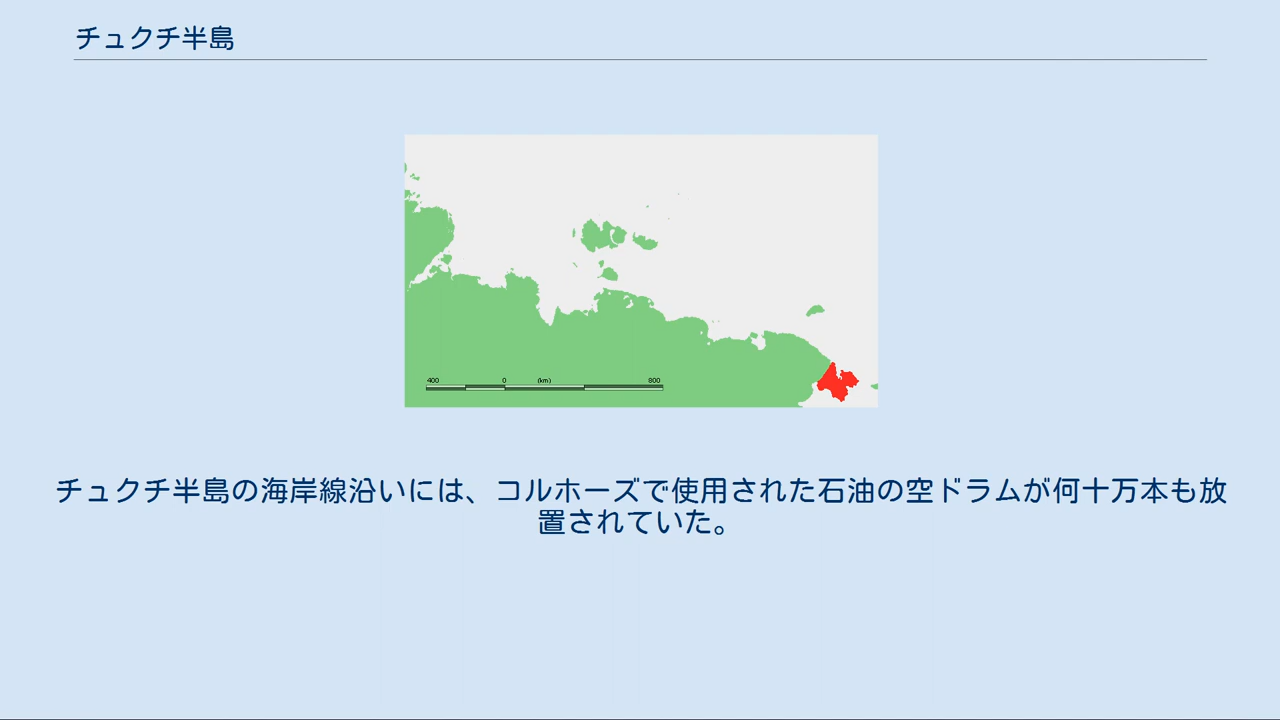 チュクチ半島
400 0 (km) 800
チュクチ半島の海岸線沿いには、コルホーズで使用された石油の空ドラムが何十万本も放
置されていた。